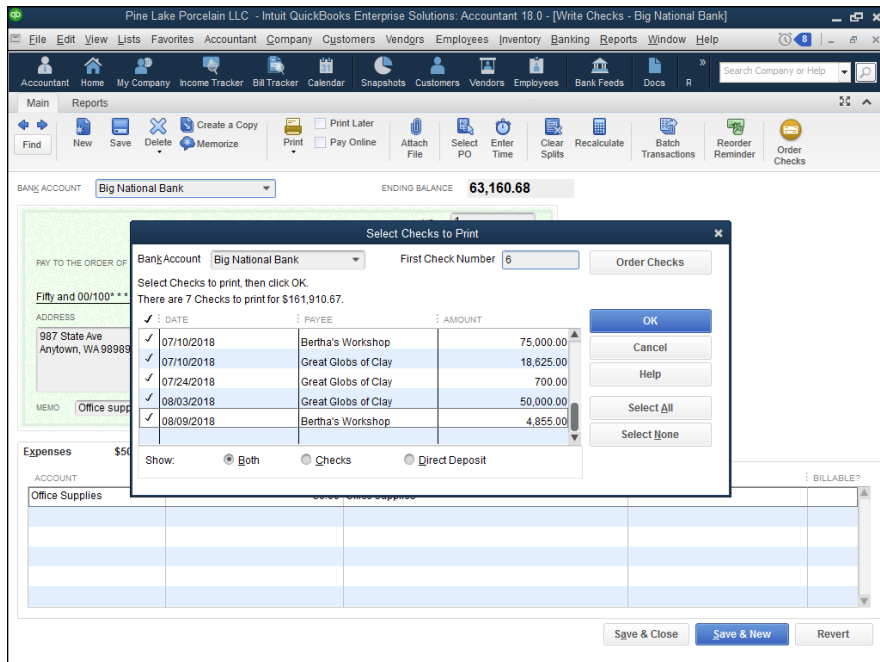 Pine Lake Porcelain LLC - Intuit QuickBooks Enterprise Solutions: Accountant 18.0 - [Write Checks - Big National Bank]
File Edit View Lists Favorites Accountant Company Customers Vendors Employees Inventory Banking Reports Window Help 8
Accountant Home My Company Income Tracker Bill Tracker Calendar Snapshots Customers Vendors Employees Bank Feeds Docs R » Search Company or Help
Main Reports
Find New Save Delete Create a Copy Memorize Print Print Later Pay Online Attach File Select PO Enter Time Clear Splits Recalculate Batch Transactions Reorder Reminder Order Checks
BANK ACCOUNT Big National Bank ENDING BALANCE 63,160.68
Select Checks to Print
PAY TO THE ORDER OF
Fifty and 00/100* * *
ADDRESS
987 State Ave
Anytown, WA 98989
MEMO Office supp
Bank Account Big National Bank First Check Number 6 Order Checks
Select Checks to print, then click OK.
There are 7 Checks to print for $161,910.67.
✓ DATE PAYEE AMOUNT
✓ 07/10/2018 Bertha's Workshop 75,000.00
✓ 07/10/2018 Great Globs of Clay 18,625.00
✓ 07/24/2018 Great Globs of Clay 700.00
✓ 08/03/2018 Great Globs of Clay 50,000.00
✓ 08/09/2018 Bertha's Workshop 4,855.00
Show: Both Checks Direct Deposit
OK
Cancel
Help
Select All
Select None
Expenses $50
ACCOUNT BILLABLE?
Office Supplies
Save & Close Save & New Revert